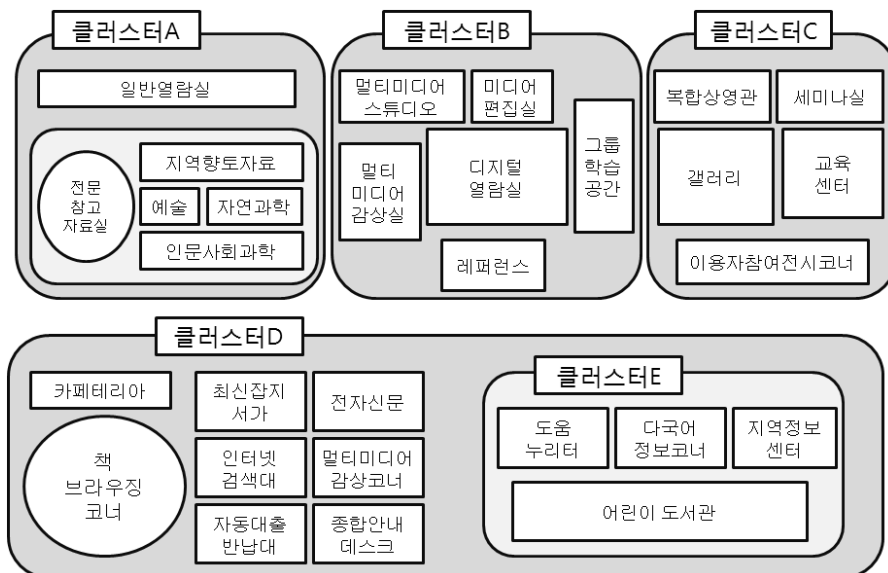 클러스터A
일반열람실
전문
참고
자료실
지역향토자료
예술
자연과학
인문사회과학
클러스터B
멀티미디어
스튜디오
미디어
편집실
멀티
미디어
감상실
디지털
열람실
그룹
학습
공간
레퍼런스
클러스터C
복합상영관
세미나실
갤러리
교육
센터
이용자참여전시코너
클러스터D
카페테리아
책
브라우징
코너
최신잡지
서가
전자신문
인터넷
검색대
멀티미디어
감상코너
자동대출
반납대
종합안내
데스크
클러스터E
도움
누리터
다국어
정보코너
지역정보
센터
어린이 도서관